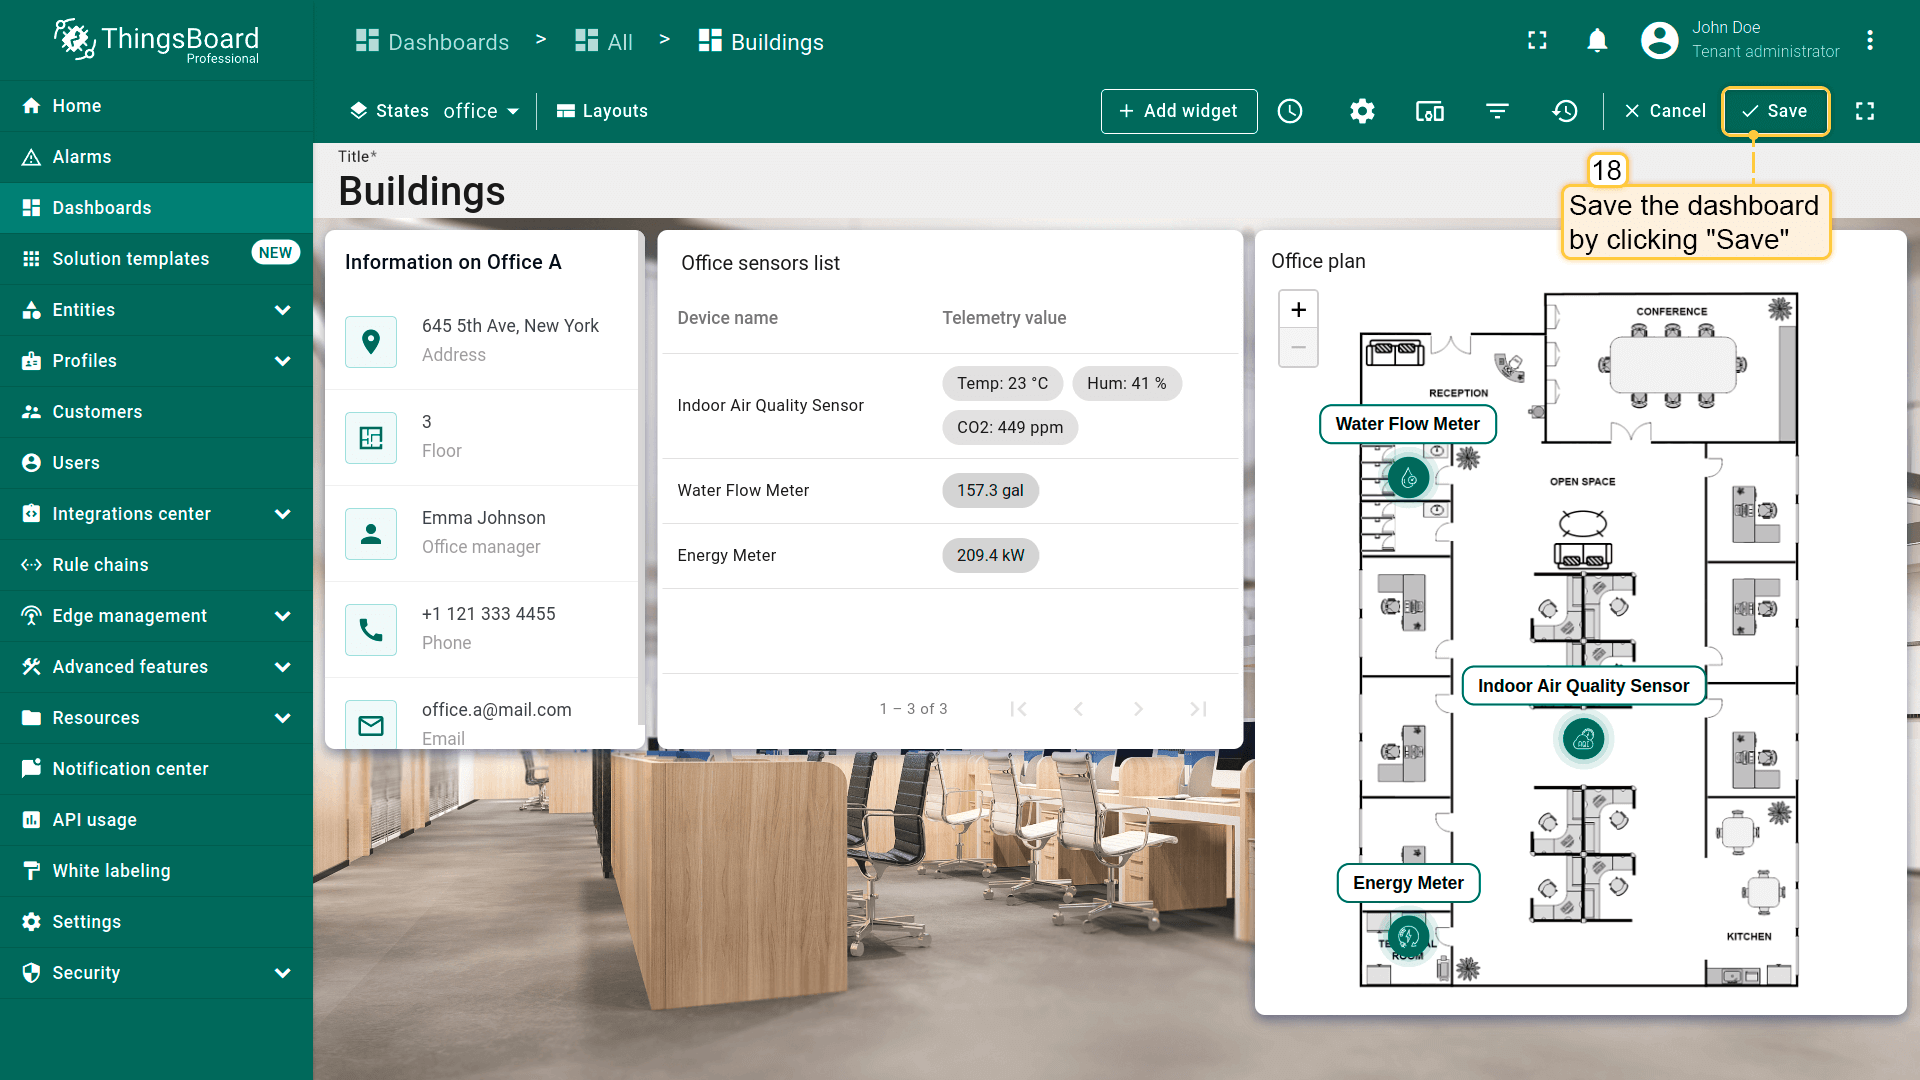 ThingsBoard
Professional
Dashboards > All > Buildings
John Doe
Tenant administrator
States office
Layouts
+ Add widget
Cancel
Save
18
Save the dashboard
by clicking "Save"
Home
Alarms
Dashboards
Solution templates NEW
Entities
Profiles
Customers
Users
Integrations center
Rule chains
Edge management
Advanced features
Resources
Notification center
API usage
White labeling
Settings
Security
Title*
Buildings
Information on Office A
645 5th Ave, New York
Address
3
Floor
Emma Johnson
Office manager
+1 121 333 4455
Phone
office.a@mail.com
Email
Office sensors list
Device name Telemetry value
Indoor Air Quality Sensor
Temp: 23 °C Hum: 41 %
CO2: 449 ppm
Water Flow Meter 157.3 gal
Energy Meter 209.4 kW
1 – 3 of 3
Office plan
+
−
CONFERENCE
RECEPTION
Water Flow Meter
OPEN SPACE
Indoor Air Quality Sensor
AQI
Energy Meter
KITCHEN
ROOM